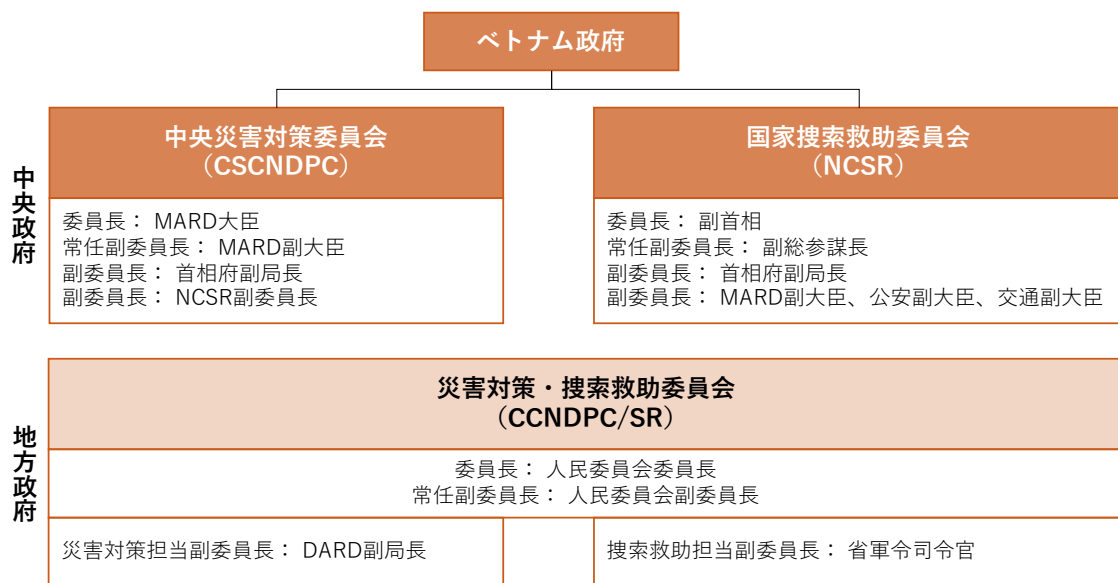 ベトナム政府
中央政府
中央災害対策委員会
（CSCNDPC）
委員長： MARD大臣
常任副委員長： MARD副大臣
副委員長： 首相府副局長
副委員長： NCSR副委員長
国家捜索救助委員会
（NCSR）
委員長： 副首相
常任副委員長： 副総参謀長
副委員長： 首相府副局長
副委員長： MARD副大臣、公安副大臣、交通副大臣
地方政府
災害対策・捜索救助委員会
（CCNDPC/SR）
委員長： 人民委員会委員長
常任副委員長： 人民委員会副委員長
災害対策担当副委員長： DARD副局長
捜索救助担当副委員長： 省軍令司令官